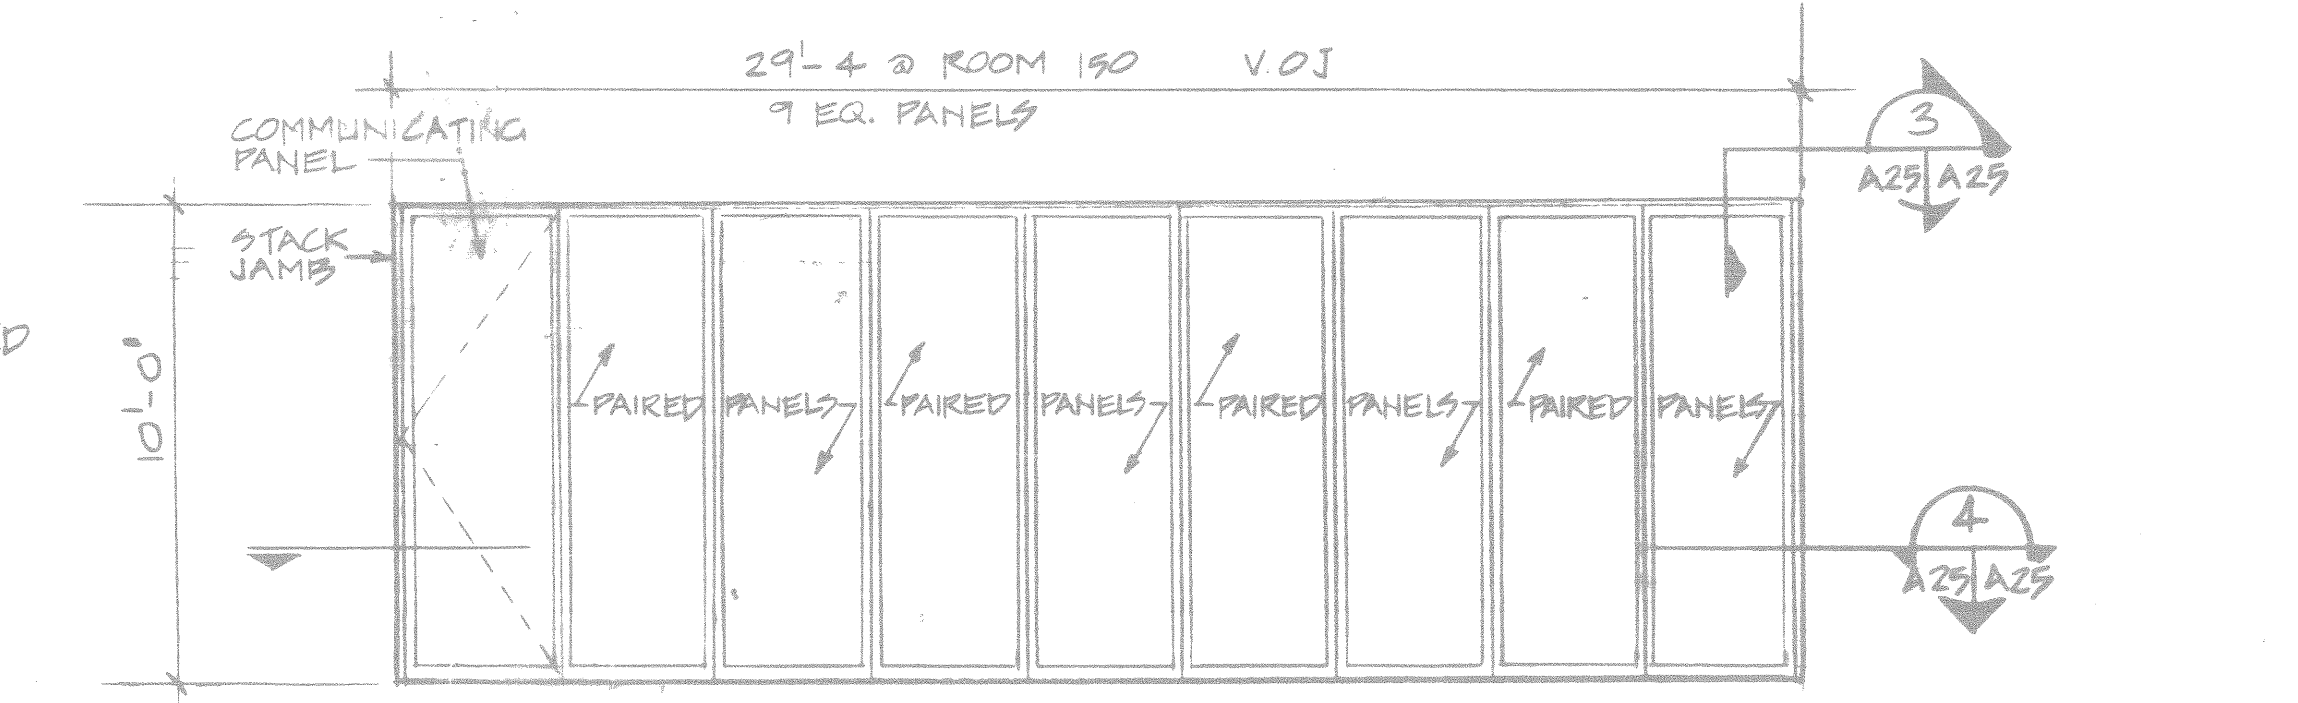 29'-4 @ ROOM 150 V.O.J
9 EQ. PANELS
COMMUNICATING
PANEL
3
A25 A25
STACK
JAMB
D
10'-0"
PAIRED PANELS PAIRED PANELS PAIRED PANELS PAIRED PANELS
4
A25 A25